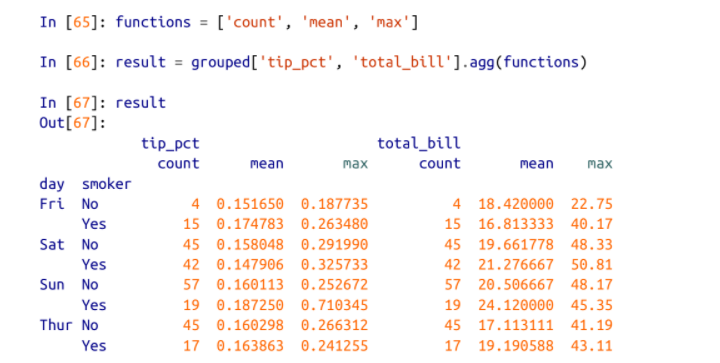 In [65]: functions = ['count', 'mean', 'max']
In [66]: result = grouped['tip_pct', 'total_bill'].agg(functions)
In [67]: result
Out[67]:
tip_pct total_bill
count mean max count mean max
day smoker
Fri No 4 0.151650 0.187735 4 18.420000 22.75
Yes 15 0.174783 0.263480 15 16.813333 40.17
Sat No 45 0.158048 0.291990 45 19.661778 48.33
Yes 42 0.147906 0.325733 42 21.276667 50.81
Sun No 57 0.160113 0.252672 57 20.506667 48.17
Yes 19 0.187250 0.710345 19 24.120000 45.35
Thur No 45 0.160298 0.266312 45 17.113111 41.19
Yes 17 0.163863 0.241255 17 19.190588 43.11